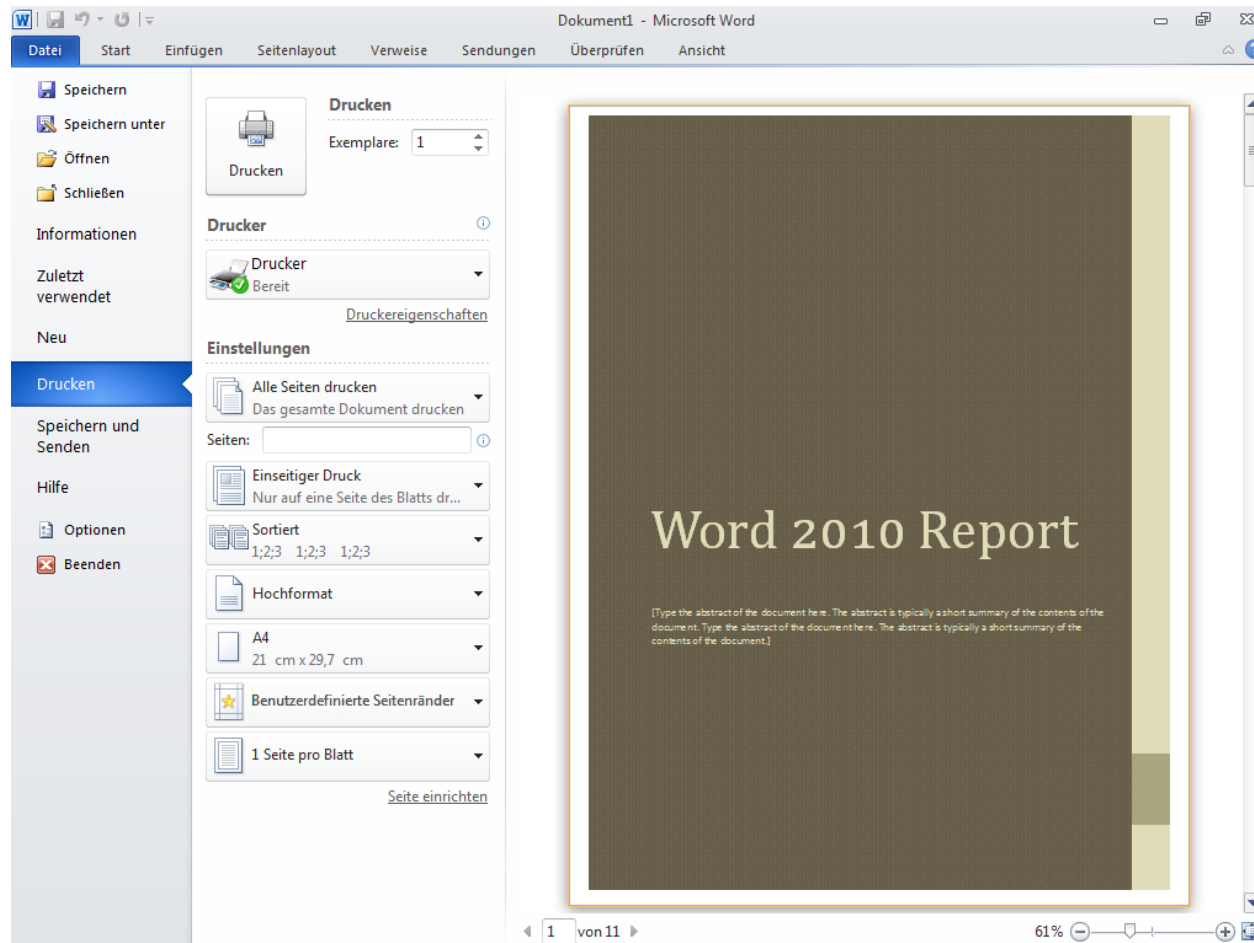 Dokument1 - Microsoft Word
Datei Start Einfügen Seitenlayout Verweise Sendungen Überprüfen Ansicht
Speichern
Speichern unter
Öffnen
Schließen
Informationen
Zuletzt
verwendet
Neu
Drucken
Speichern und
Senden
Hilfe
Optionen
Beenden
Drucken
Drucken
Exemplare: 1
Drucker
Drucker
Bereit
Druckereigenschaften
Einstellungen
Alle Seiten drucken
Das gesamte Dokument drucken
Seiten:
Einseitiger Druck
Nur auf eine Seite des Blatts dr...
Sortiert
1;2;3 1;2;3 1;2;3
Hochformat
A4
21 cm x 29,7 cm
Benutzerdefinierte Seitenränder
1 Seite pro Blatt
Seite einrichten
Word 2010 Report
[Type the abstract of the document here. The abstract is typically a short summary of the contents of the
document. Type the abstract of the document here. The abstract is typically a short summary of the
contents of the document.]
1 von 11
61%